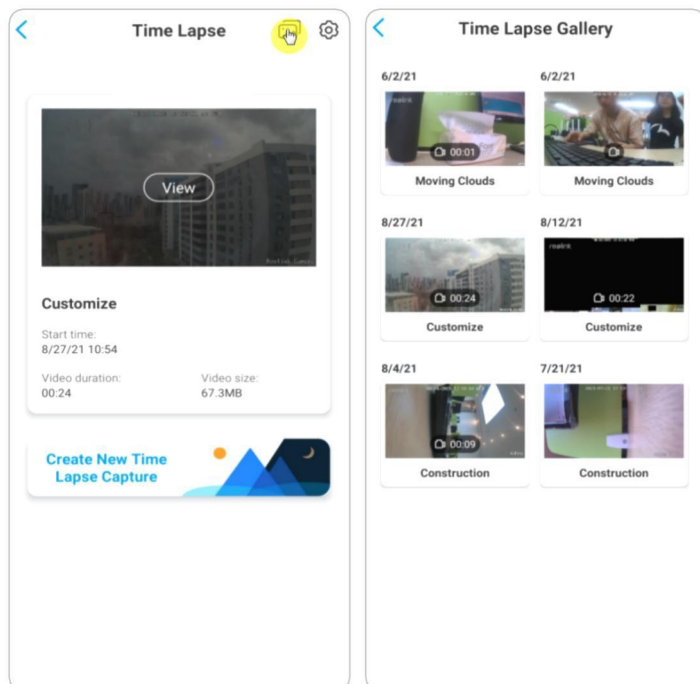 Time Lapse
View
Customize
Start time:
8/27/21 10:54
Video duration:
00:24
Video size:
67.3MB
Create New Time
Lapse Capture
Time Lapse Gallery
6/2/21
reolink
00:01
Moving Clouds
6/2/21
Moving Clouds
8/27/21
00:24
Customize
8/12/21
reolink
00:22
Customize
8/4/21
00:09
Construction
7/21/21
Construction